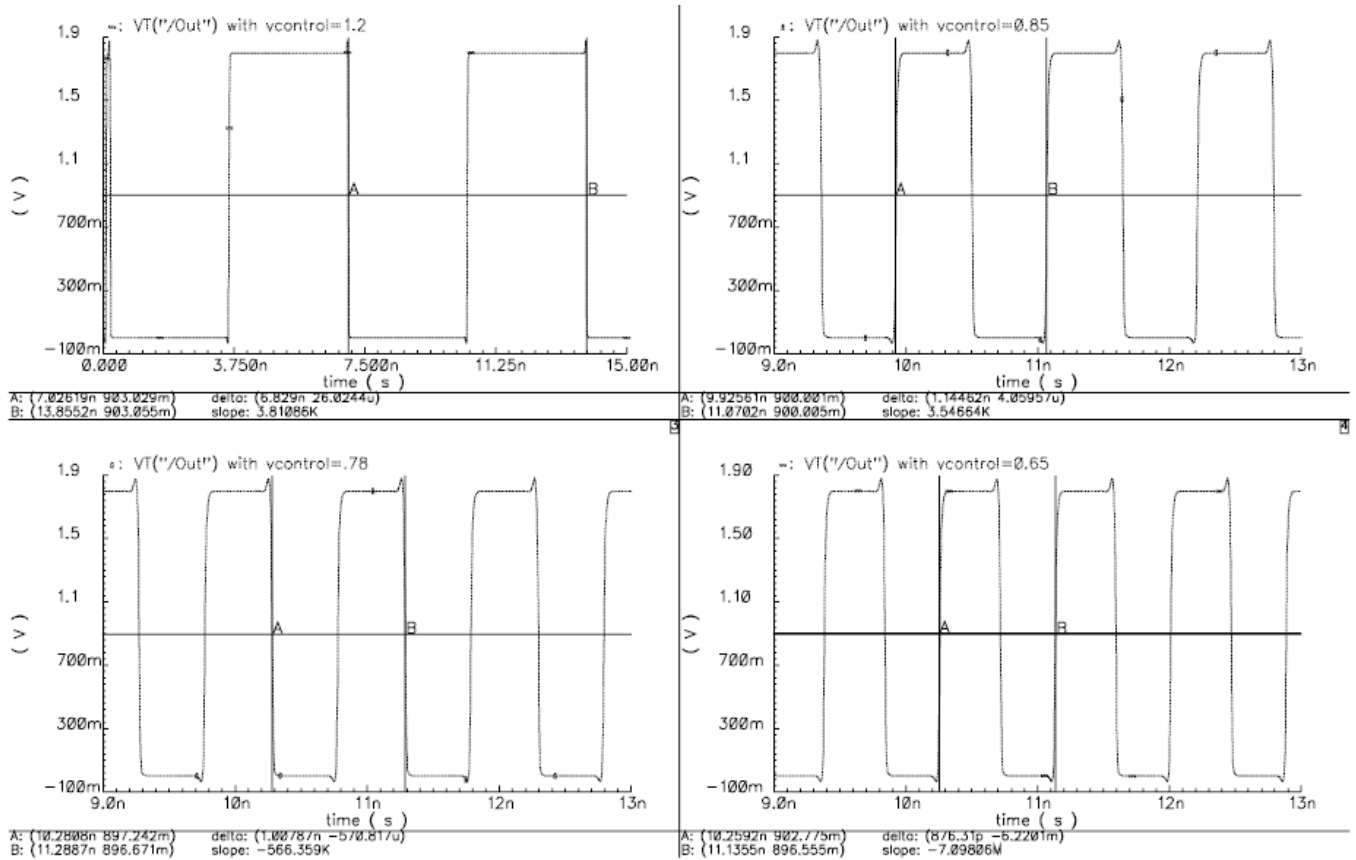 VT("/Out") with vcontrol=1.2
1.9
1.5
1.1
700m
300m
-100m
( V )
0.000 3.750n 7.500n 11.25n 15.00n
time ( s )
A
B
A: (7.02619n 903.029m) delta: (6.829n 26.0244u)
B: (13.8552n 903.055m) slope: 3.81086K
VT("/Out") with vcontrol=0.85
1.9
1.5
1.1
700m
300m
-100m
( V )
9.0n 10n 11n 12n 13n
time ( s )
A
B
A: (9.92561n 900.001m) delta: (1.14462n 4.05957u)
B: (11.0702n 900.005m) slope: 3.54664K
3
VT("/Out") with vcontrol=.78
1.9
1.5
1.1
700m
300m
-100m
( V )
9.0n 10n 11n 12n 13n
time ( s )
A
B
A: (10.2808n 897.242m) delta: (1.00787n -570.817u)
B: (11.2887n 896.671m) slope: -566.359K
4
VT("/Out") with vcontrol=0.65
1.90
1.50
1.10
700m
300m
-100m
( V )
9.0n 10n 11n 12n 13n
time ( s )
A
B
A: (10.2592n 902.775m) delta: (876.31p -6.2201m)
B: (11.1355n 896.555m) slope: -7.09806M